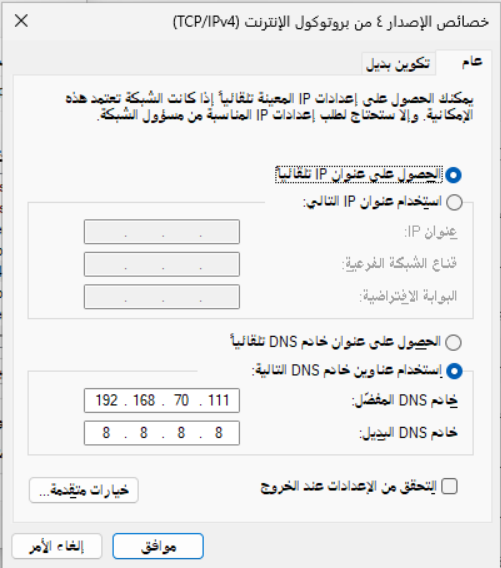 خصائص الإصدار ٤ من بروتوكول الإنترنت (TCP/IPv4)
عام
تكوين بديل
يمكنك الحصول على إعدادات IP المعينة تلقائياً إذا كانت الشبكة تعتمد هذه
الإمكانية. وإلا ستحتاج لطلب إعدادات IP المناسبة من مسؤول الشبكة.
الحصول على عنوان IP تلقائياً
استخدام عنوان IP التالي:
عنوان IP:
قناع الشبكة الفرعية:
البوابة الافتراضية:
الحصول على عنوان خادم DNS تلقائياً
إستخدام عناوين خادم DNS التالية:
خادم DNS المفضّل:
192 . 168 . 70 . 111
خادم DNS البديل:
8 . 8 . 8 . 8
التحقق من الإعدادات عند الخروج
خيارات متقدمة...
موافق
إلغاء الأمر